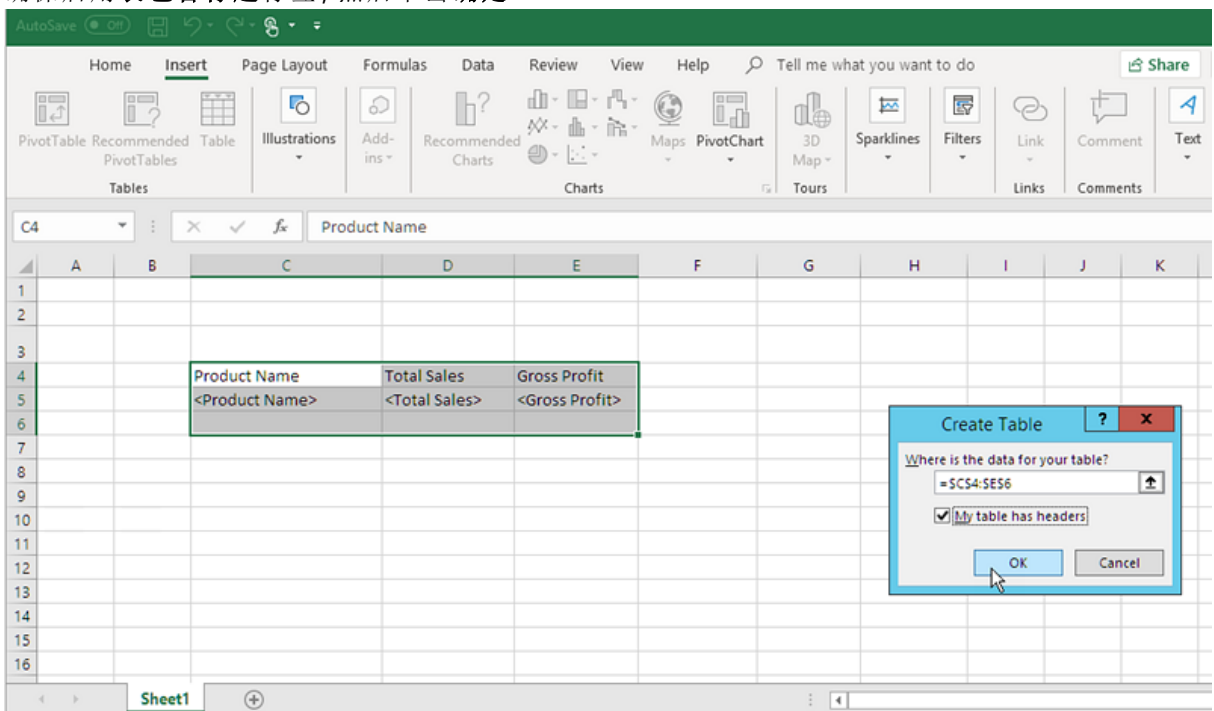 AutoSave Off
Home Insert Page Layout Formulas Data Review View Help Tell me what you want to do Share
PivotTable Recommended PivotTables Table Illustrations Add-ins Recommended Charts Maps PivotChart 3D Map Sparklines Filters Link Comment Text
Tables Charts Tours Links Comments
C4 fx Product Name
A B C D E F G H I J K
1
2
3
4 Product Name Total Sales Gross Profit
5 <Product Name> <Total Sales> <Gross Profit>
6
7
8
9
10
11
12
13
14
15
16
Create Table ? x
Where is the data for your table?
=$C$4:$E$6
My table has headers
OK Cancel
Sheet1